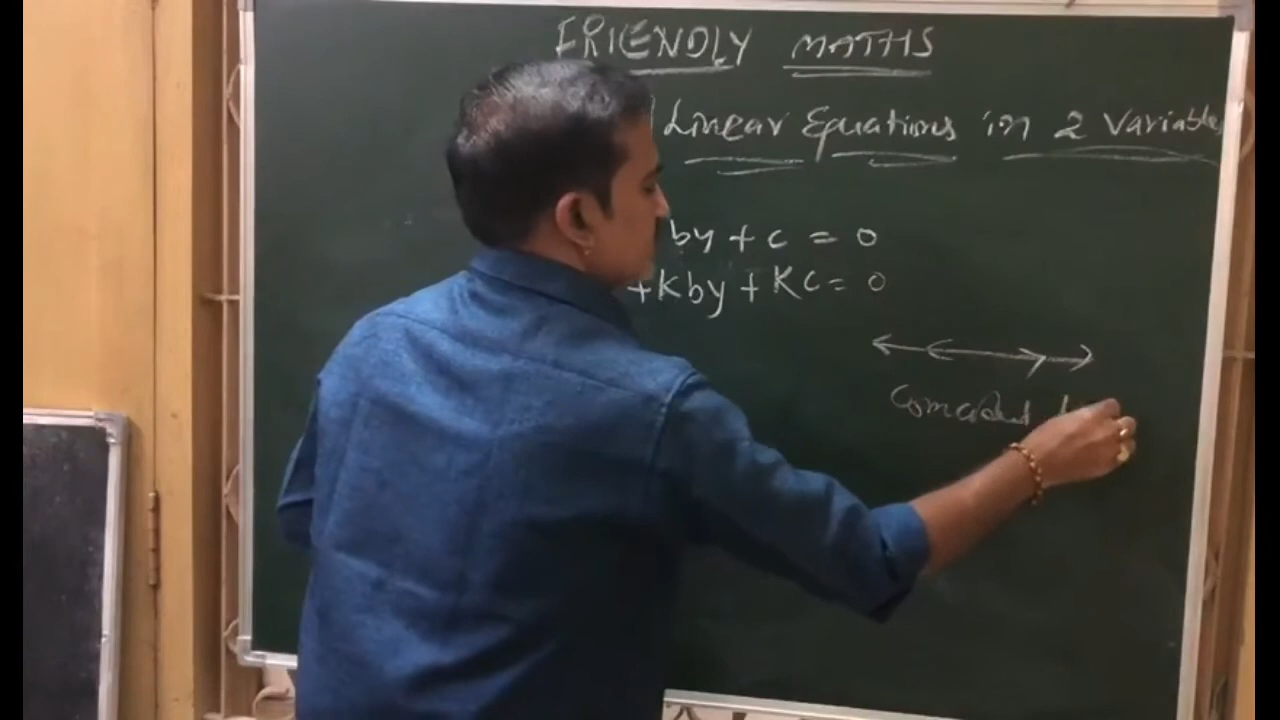 FRIENDLY MATHS
Linear Equations in 2 Variables
by + c = 0
+Kby + KC = 0
Coincident